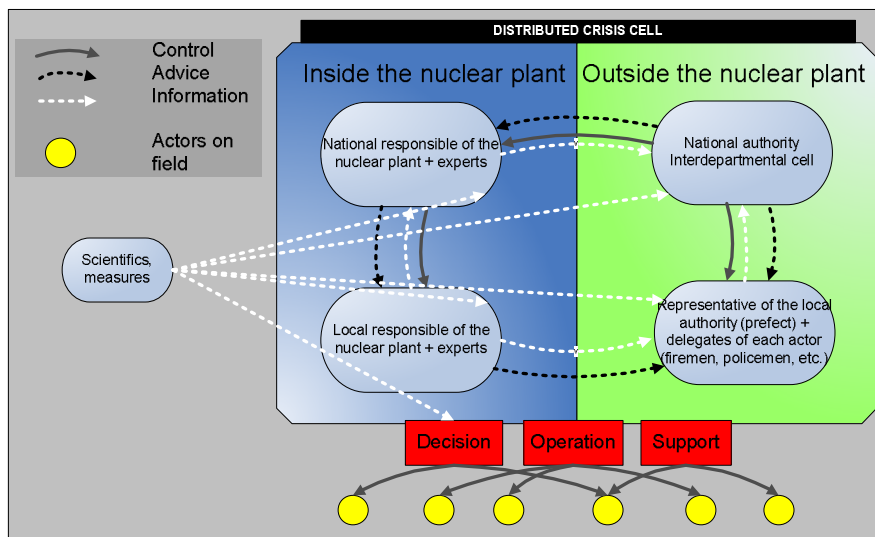 DISTRIBUTED CRISIS CELL
Control
Advice
Information
Actors on
field
Inside the nuclear plant
Outside the nuclear plant
National responsible of the
nuclear plant + experts
National authority
Interdepartmental cell
Scientifics,
measures
Local responsible of the
nuclear plant + experts
Representative of the local
authority (prefect) +
delegates of each actor
(firemen, policemen, etc.)
Decision
Operation
Support